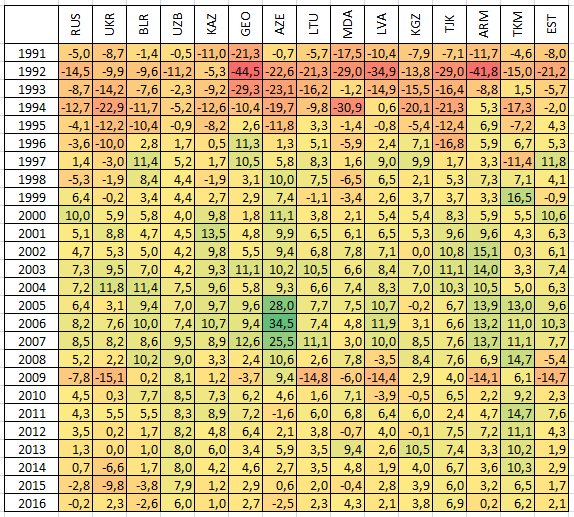 RUS UKR BLR UZB KAZ GEO AZE LTU MDA LVA KGZ TJK ARM TKM EST
1991 -5,0 -8,7 -1,4 -0,5 -11,0 -21,3 -0,7 -5,7 -17,5 -10,4 -7,9 -7,1 -11,7 -4,6 -8,0
1992 -14,5 -9,9 -9,6 -11,2 -5,3 -44,5 -22,6 -21,3 -29,0 -34,9 -13,8 -29,0 -41,8 -15,0 -21,2
1993 -8,7 -14,2 -7,6 -2,3 -9,2 -29,3 -23,1 -16,2 -1,2 -14,9 -15,5 -16,4 -8,8 1,5 -5,7
1994 -12,7 -22,9 -11,7 -5,2 -12,6 -10,4 -19,7 -9,8 -30,9 0,6 -20,1 -21,3 5,3 -17,3 -2,0
1995 -4,1 -12,2 -10,4 -0,9 -8,2 2,6 -11,8 3,3 -1,4 -0,8 -5,4 -12,4 6,9 -7,2 4,3
1996 -3,6 -10,0 2,8 1,7 0,5 11,3 1,3 5,1 -5,9 2,4 7,1 -16,8 5,9 6,7 5,3
1997 1,4 -3,0 11,4 5,2 1,7 10,5 5,8 8,3 1,6 9,0 9,9 1,7 3,3 -11,4 11,8
1998 -5,3 -1,9 8,4 4,4 -1,9 3,1 10,0 7,5 -6,5 6,5 2,1 5,3 7,3 7,1 4,1
1999 6,4 -0,2 3,4 4,4 2,7 2,9 7,4 -1,1 -3,4 2,6 3,7 3,7 3,3 16,5 -0,9
2000 10,0 5,9 5,8 4,0 9,8 1,8 11,1 3,8 2,1 5,4 5,4 8,3 5,9 5,5 10,6
2001 5,1 8,8 4,7 4,5 13,5 4,8 9,9 6,5 6,1 6,5 5,3 9,6 9,6 4,3 6,3
2002 4,7 5,3 5,0 4,2 9,8 5,5 9,4 6,8 7,8 7,1 0,0 10,8 15,1 0,3 6,1
2003 7,3 9,5 7,0 4,2 9,3 11,1 10,2 10,5 6,6 8,4 7,0 11,1 14,0 3,3 7,4
2004 7,2 11,8 11,4 7,5 9,6 5,8 9,3 6,6 7,4 8,3 7,0 10,3 10,5 5,0 6,3
2005 6,4 3,1 9,4 7,0 9,7 9,6 28,0 7,7 7,5 10,7 -0,2 6,7 13,9 13,0 9,6
2006 8,2 7,6 10,0 7,4 10,7 9,4 34,5 7,4 4,8 11,9 3,1 6,6 13,2 11,0 10,3
2007 8,5 8,2 8,6 9,5 8,9 12,6 25,5 11,1 3,0 10,0 8,5 7,6 13,7 11,1 7,7
2008 5,2 2,2 10,2 9,0 3,3 2,4 10,6 2,6 7,8 -3,5 8,4 7,6 6,9 14,7 -5,4
2009 -7,8 -15,1 0,2 8,1 1,2 -3,7 9,4 -14,8 -6,0 -14,4 2,9 4,0 -14,1 6,1 -14,7
2010 4,5 0,3 7,7 8,5 7,3 6,2 4,6 1,6 7,1 -3,9 -0,5 6,5 2,2 9,2 2,3
2011 4,3 5,5 5,5 8,3 8,9 7,2 -1,6 6,0 6,8 6,4 6,0 2,4 4,7 14,7 7,6
2012 3,5 0,2 1,7 8,2 4,8 6,4 2,1 3,8 -0,7 4,0 -0,1 7,5 7,2 11,1 4,3
2013 1,3 0,0 1,0 8,0 6,0 3,4 5,9 3,5 9,4 2,6 10,5 7,4 3,3 10,2 1,9
2014 0,7 -6,6 1,7 8,0 4,2 4,6 2,7 3,5 4,8 1,9 4,0 6,7 3,6 10,3 2,9
2015 -2,8 -9,8 -3,8 7,9 1,2 2,9 0,6 2,0 -0,4 2,8 3,9 6,0 3,2 6,5 1,7
2016 -0,2 2,3 -2,6 6,0 1,0 2,7 -2,5 2,3 4,3 2,1 3,8 6,9 0,2 6,2 2,1